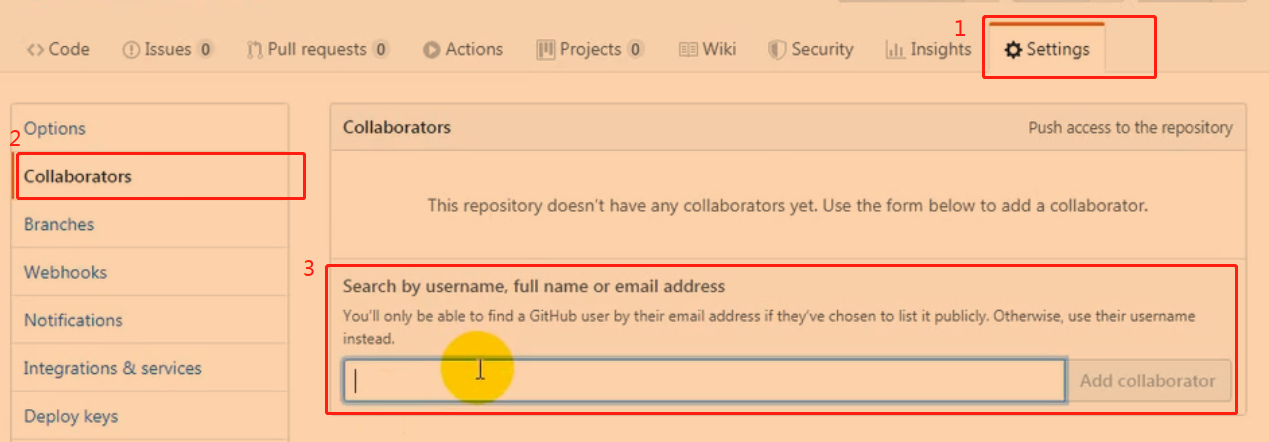 Code Issues 0 Pull requests 0 Actions Projects 0 Wiki Security Insights 1 Settings
Options
2
Collaborators
Branches
Webhooks
Notifications
Integrations & services
Deploy keys
Collaborators Push access to the repository
This repository doesn't have any collaborators yet. Use the form below to add a collaborator.
3
Search by username, full name or email address
You'll only be able to find a GitHub user by their email address if they've chosen to list it publicly. Otherwise, use their username
instead.
Add collaborator